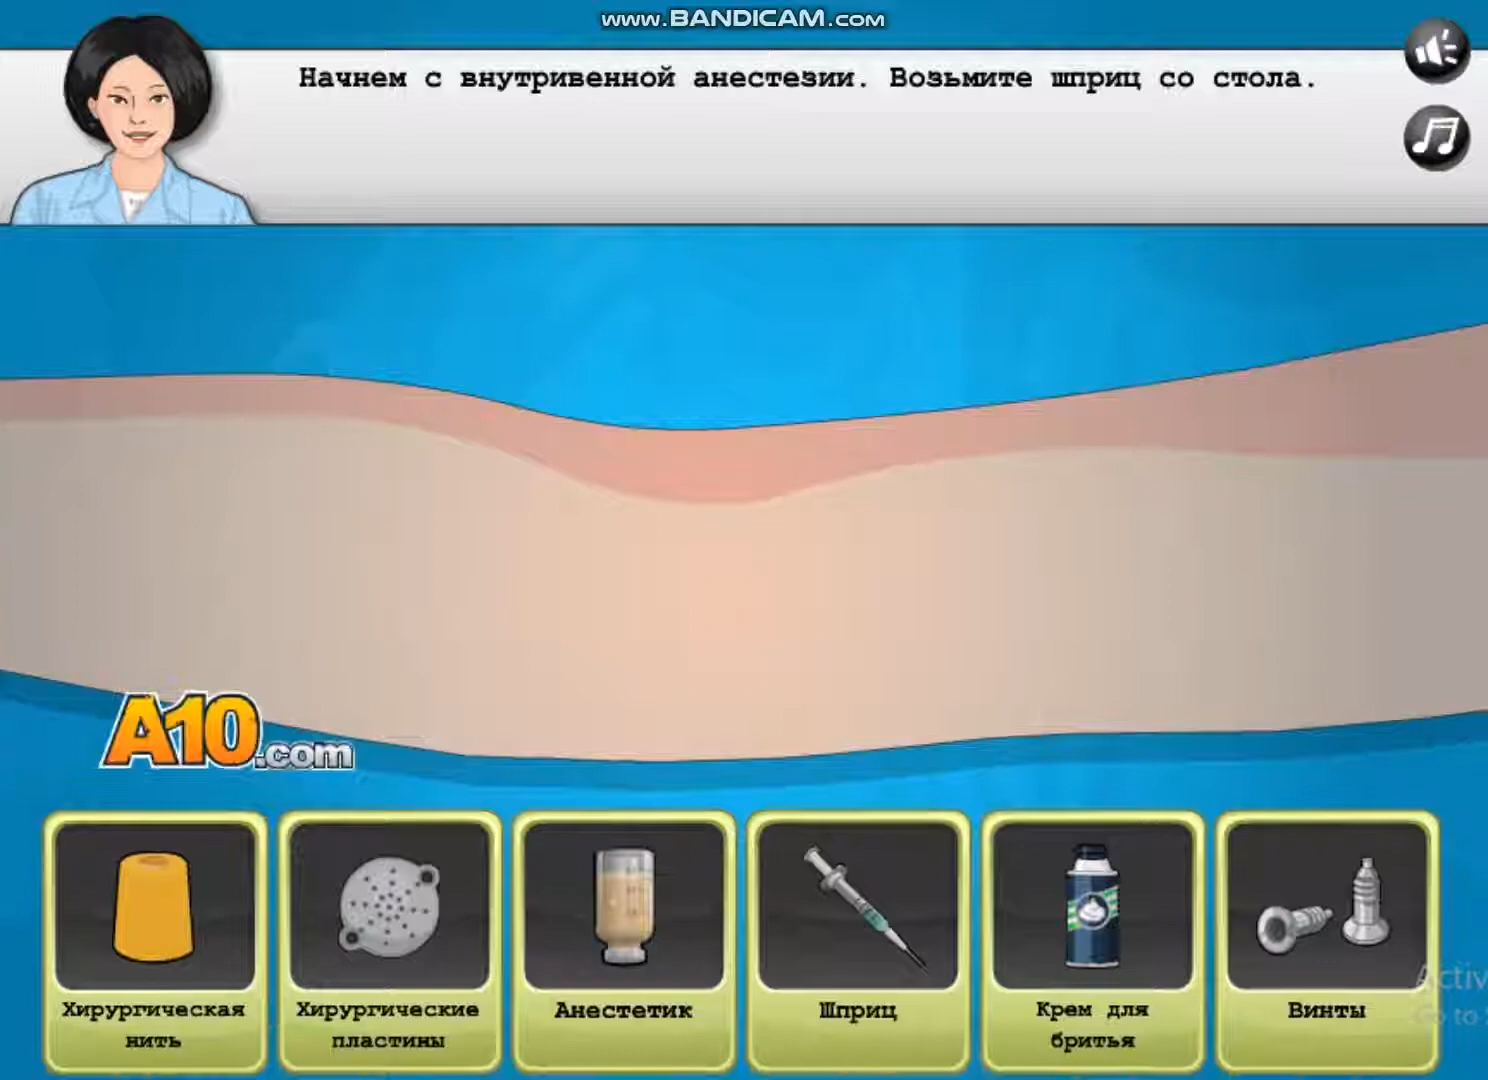 www.BANDICAM.com
Начнем с внутривенной анестезии. Возьмите шприц со стола.
A10.com
Хирургическая
нить
Хирургические
пластины
Анестетик
Шприц
Крем для
бритья
Винты